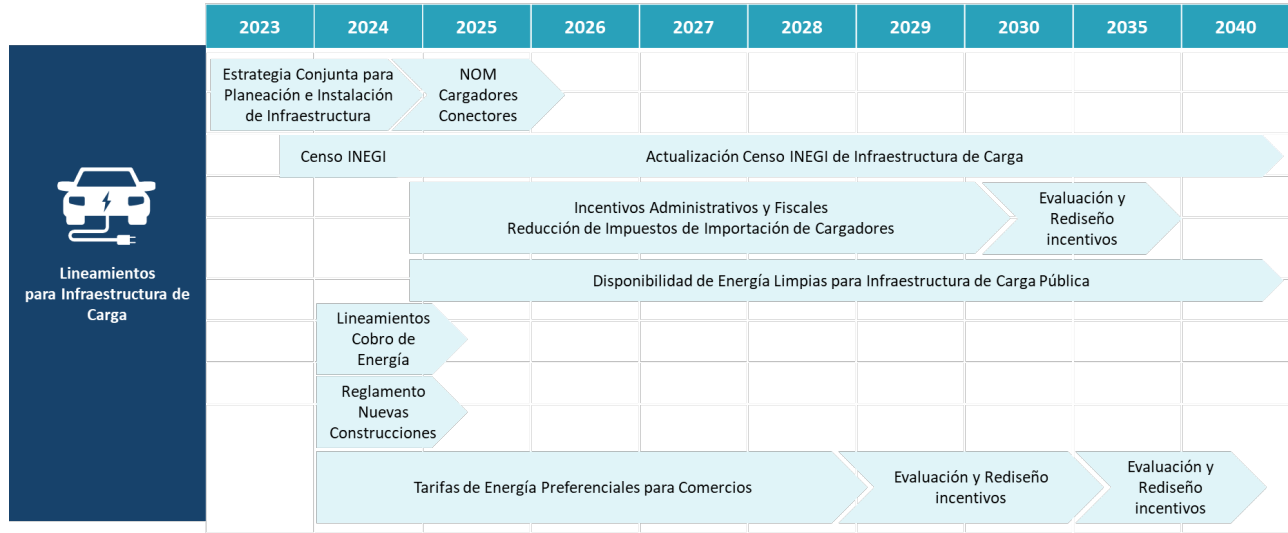 2023 2024 2025 2026 2027 2028 2029 2030 2035 2040
Lineamientos
para Infraestructura de
Carga
Estrategia Conjunta para
Planeación e Instalación
de Infraestructura
NOM
Cargadores
Conectores
Censo INEGI
Actualización Censo INEGI de Infraestructura de Carga
Incentivos Administrativos y Fiscales
Reducción de Impuestos de Importación de Cargadores
Evaluación y
Rediseño
incentivos
Disponibilidad de Energía Limpias para Infraestructura de Carga Pública
Lineamientos
Cobro de
Energía
Reglamento
Nuevas
Construcciones
Tarifas de Energía Preferenciales para Comercios
Evaluación y Rediseño
incentivos
Evaluación y
Rediseño
incentivos